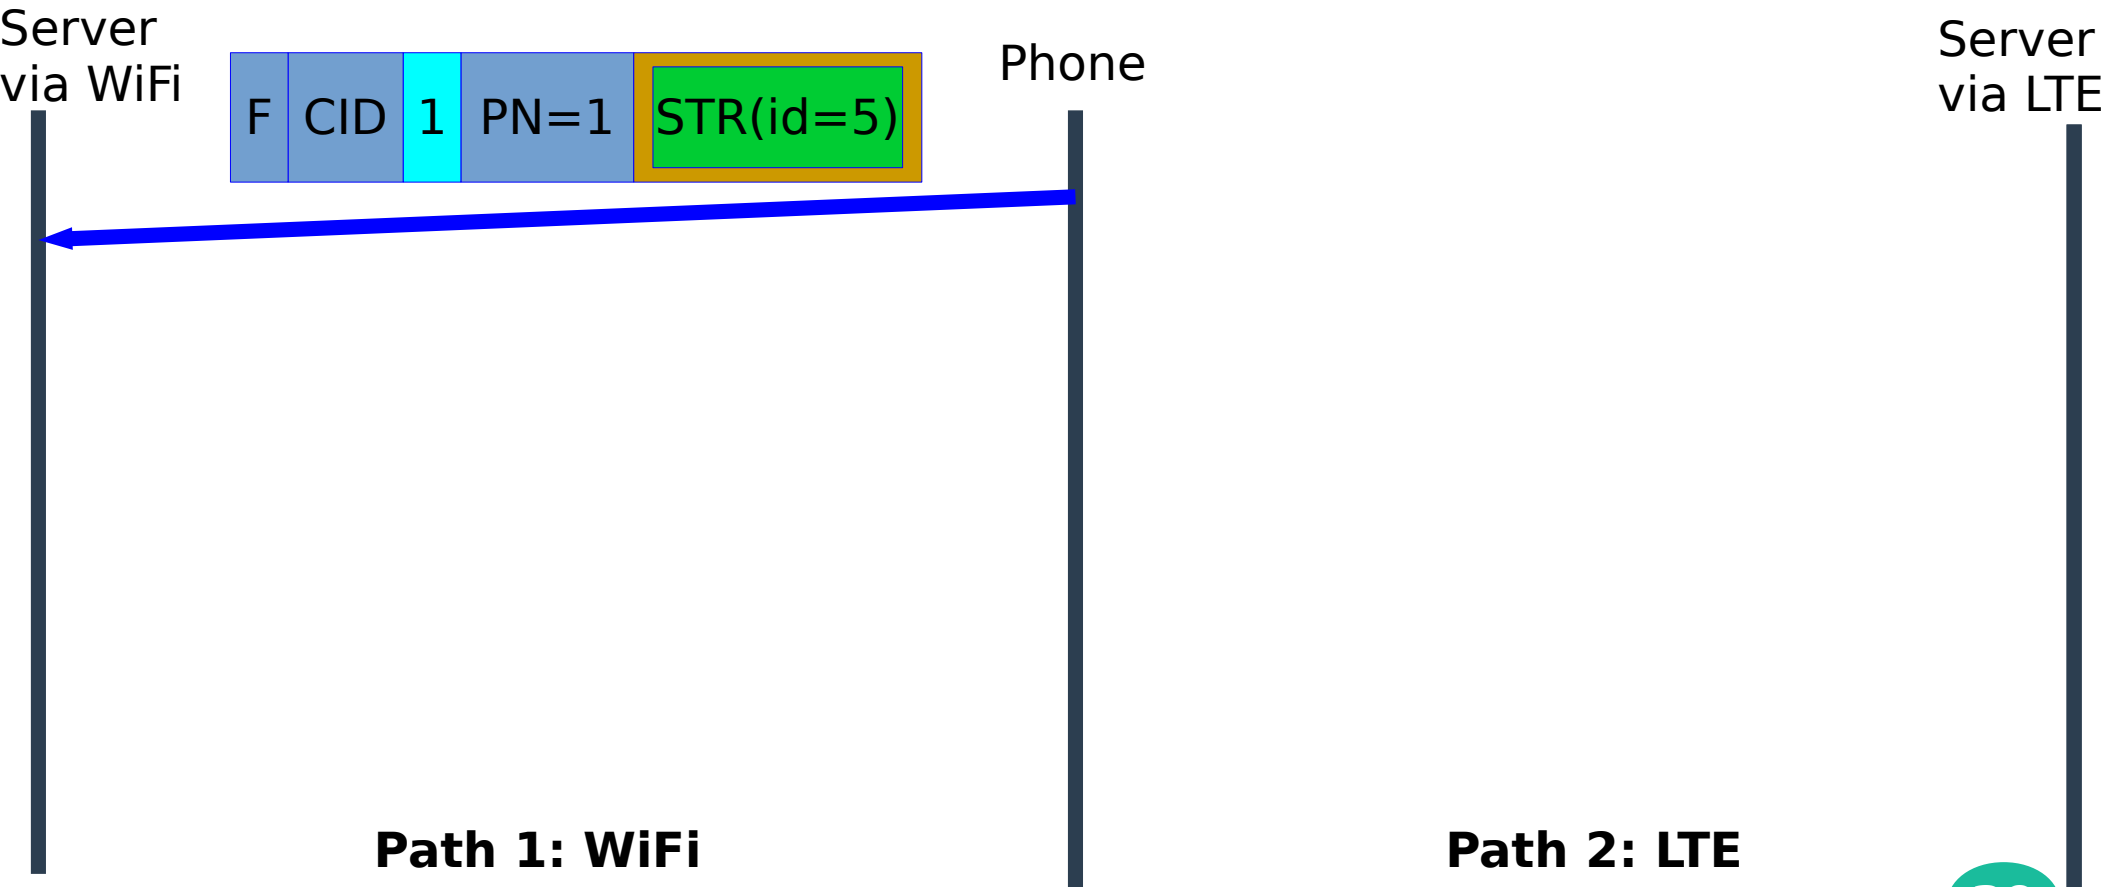 Server
via WiFi
F CID 1 PN=1 STR(id=5)
Phone
Server
via LTE
Path 1: WiFi
Path 2: LTE